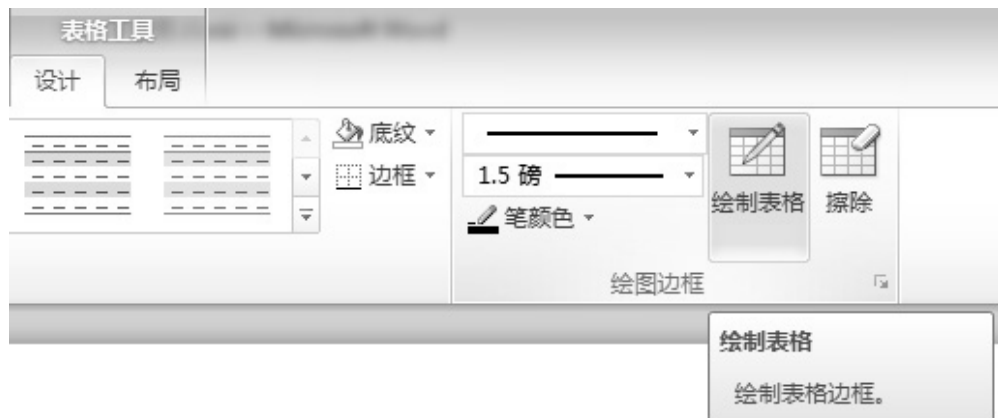 表格工具
设计 布局
底纹
边框
1.5 磅
笔颜色
绘制表格 擦除
绘图边框
绘制表格
绘制表格边框。